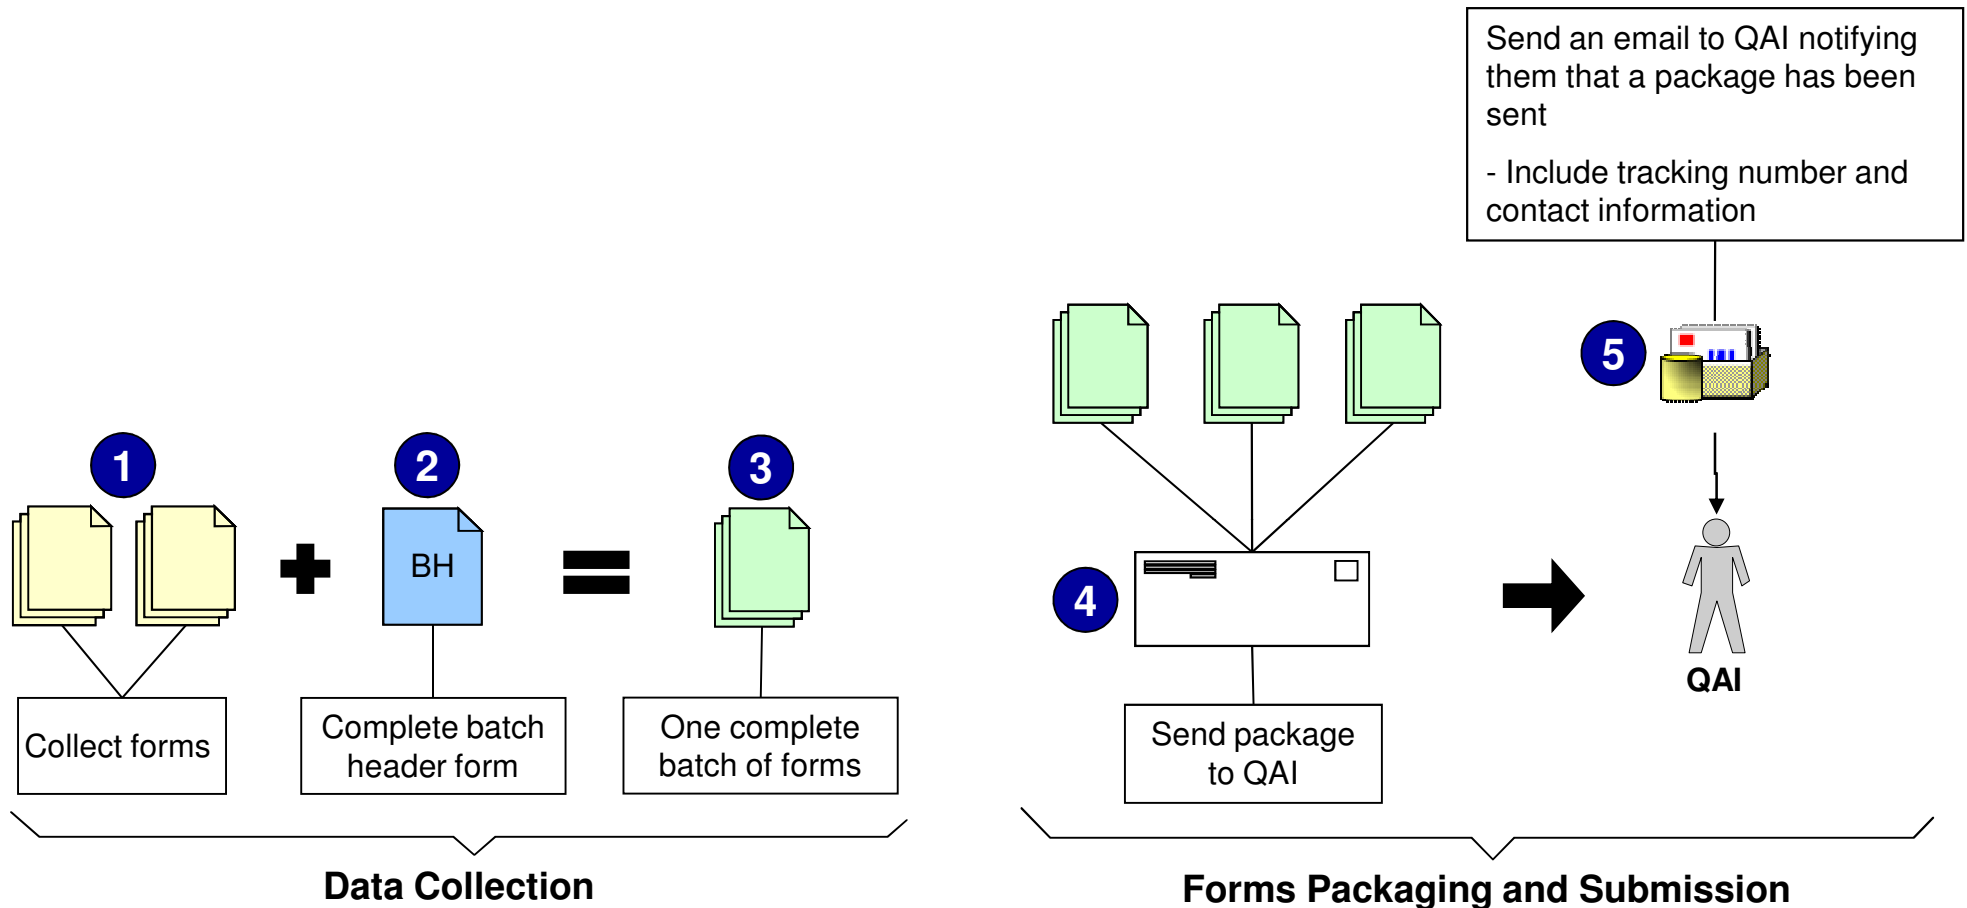 Send an email to QAI notifying
them that a package has been
sent
- Include tracking number and
contact information
5
1
2
3
BH
4
QAI
Collect forms
Complete batch
header form
One complete
batch of forms
Send package
to QAI
Data Collection
Forms Packaging and Submission